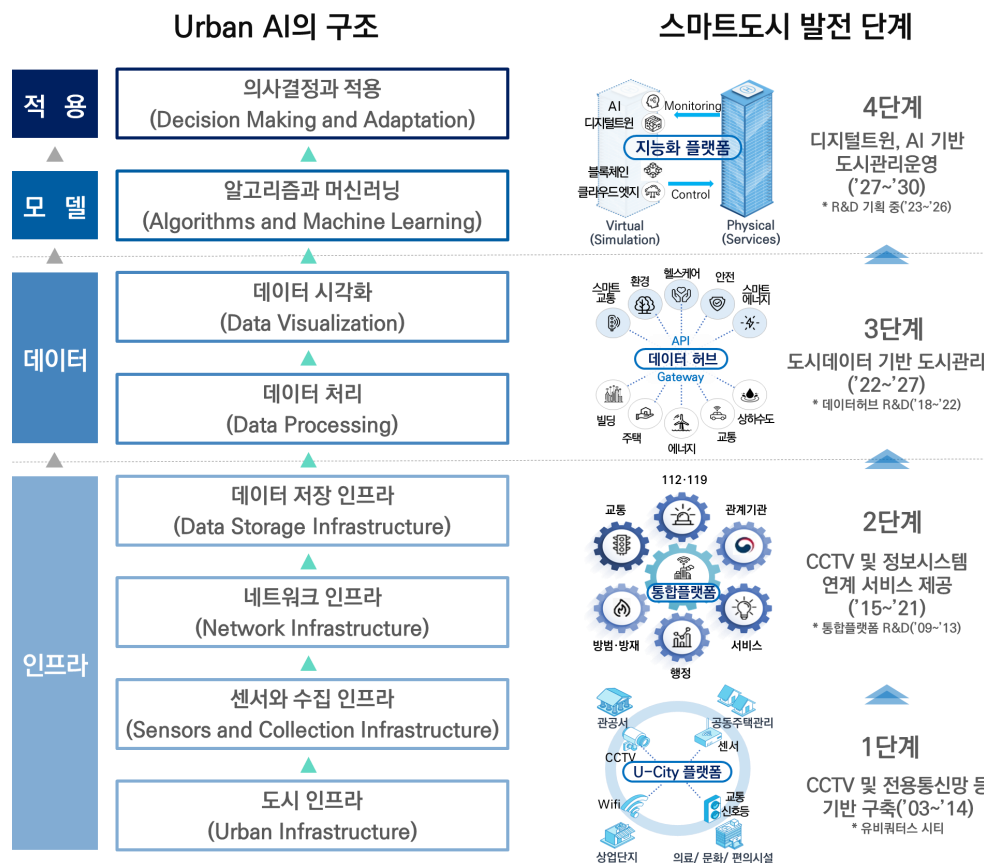 Urban AI의 구조
적 용
의사결정과 적용
(Decision Making and Adaptation)
모 델
알고리즘과 머신러닝
(Algorithms and Machine Learning)
데이터
데이터 시각화
(Data Visualization)
데이터 처리
(Data Processing)
인프라
데이터 저장 인프라
(Data Storage Infrastructure)
네트워크 인프라
(Network Infrastructure)
센서와 수집 인프라
(Sensors and Collection Infrastructure)
도시 인프라
(Urban Infrastructure)
스마트도시 발전 단계
AI
디지털트윈
Monitoring
지능화 플랫폼
블록체인
클라우드엣지
Control
Virtual
(Simulation)
Physical
(Services)
4단계
디지털트윈, AI 기반
도시관리운영
('27~'30)
* R&D 기획 중('23~'26)
스마트
교통
환경
헬스케어
안전
스마트
에너지
API
데이터 허브
Gateway
빌딩
주택
에너지
교통
상하수도
3단계
도시데이터 기반 도시관리
('22~'27)
* 데이터허브 R&D('18~'22)
112·119
교통
관계기관
통합플랫폼
방범·방재
행정
서비스
2단계
CCTV 및 정보시스템
연계 서비스 제공
('15~'21)
* 통합플랫폼 R&D('09~'13)
관공서
공동주택관리
CCTV
센서
U-City 플랫폼
Wifi
교통
신호등
상업단지
의료/ 문화/ 편의시설
1단계
CCTV 및 전용통신망 등
기반 구축('03~'14)
* 유비쿼터스 시티